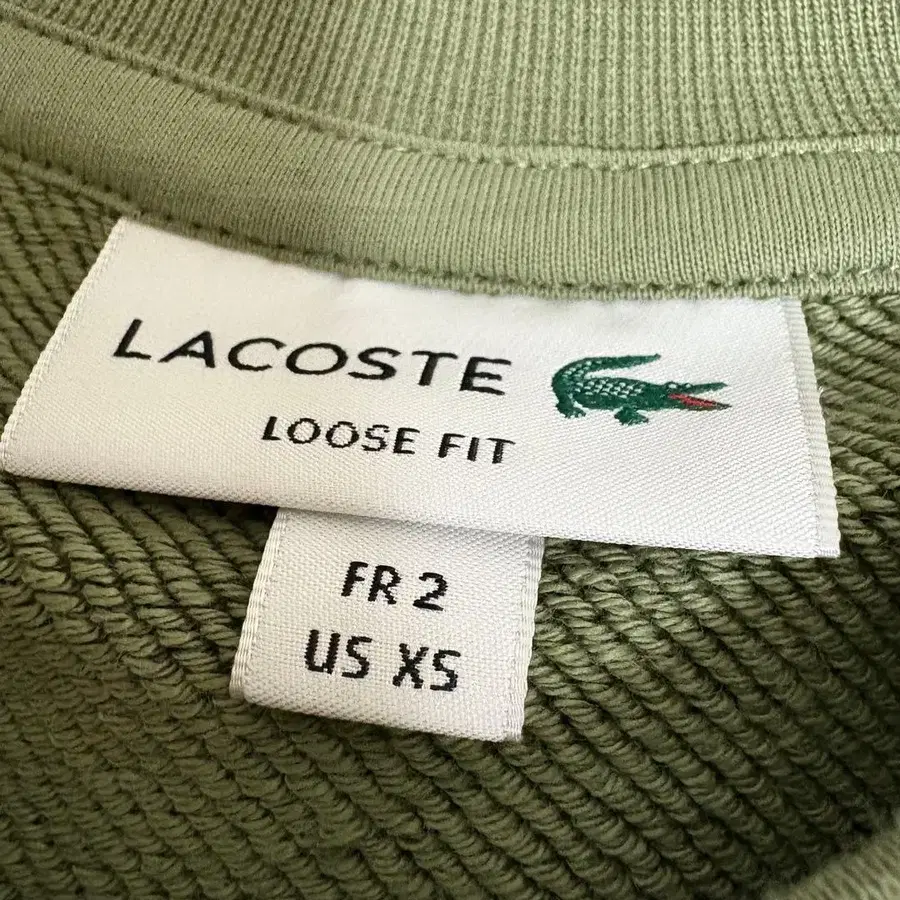 LACOSTE
LOOSE FIT
FR 2
US XS